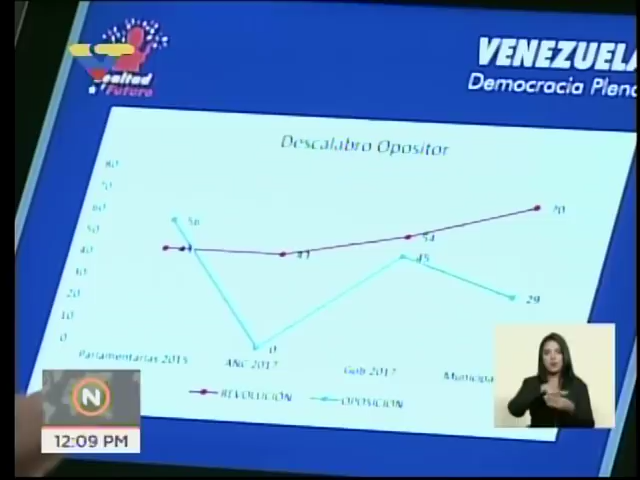 VENEZUELA
Democracia Plena
Lealtad
Futuro
Descalabro Opositor
80
70
60
50
40
30
20
10
0
56
41
54
70
0
45
29
Parlamentarias 2015
ANC 2017
Gob 2017
Municipa
REVOLUCIÓN
OPOSICIÓN
N
12:09 PM